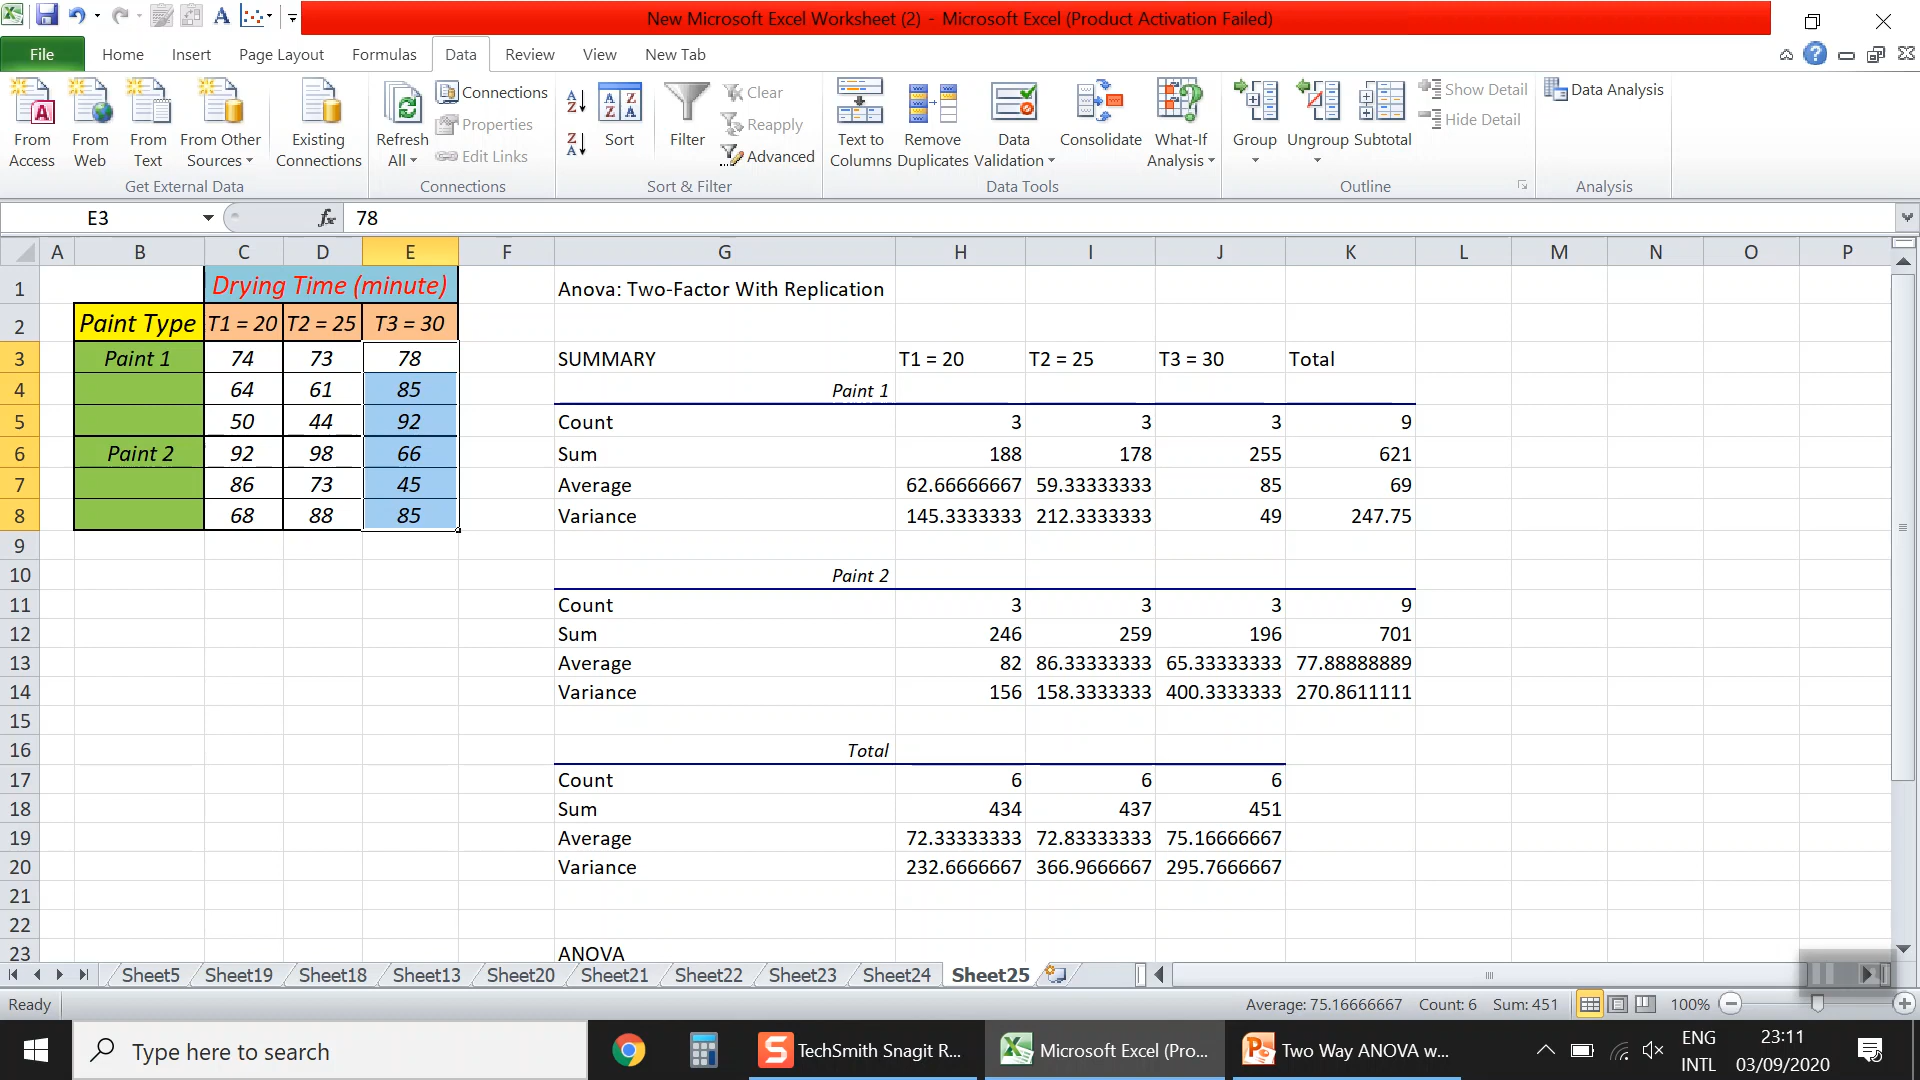 New Microsoft Excel Worksheet (2) - Microsoft Excel (Product Activation Failed)
File Home Insert Page Layout Formulas Data Review View New Tab
From Access From Web From Text From Other Sources Existing Connections Refresh All Connections Properties Edit Links Sort Filter Clear Reapply Advanced Text to Columns Remove Duplicates Data Validation Consolidate What-If Analysis Group Ungroup Subtotal Show Detail Hide Detail Data Analysis
Get External Data Connections Sort & Filter Data Tools Outline Analysis
E3 fx 78
A B C D E F G H I J K L M N O P
1 Drying Time (minute) Anova: Two-Factor With Replication
2 Paint Type T1 = 20 T2 = 25 T3 = 30
3 Paint 1 74 73 78 SUMMARY T1 = 20 T2 = 25 T3 = 30 Total
4 64 61 85 Paint 1
5 50 44 92 Count 3 3 3 9
6 Paint 2 92 98 66 Sum 188 178 255 621
7 86 73 45 Average 62.66666667 59.33333333 85 69
8 68 88 85 Variance 145.3333333 212.3333333 49 247.75
9
10 Paint 2
11 Count 3 3 3 9
12 Sum 246 259 196 701
13 Average 82 86.33333333 65.33333333 77.88888889
14 Variance 156 158.3333333 400.3333333 270.8611111
15
16 Total
17 Count 6 6 6
18 Sum 434 437 451
19 Average 72.33333333 72.83333333 75.16666667
20 Variance 232.6666667 366.9666667 295.7666667
21
22
23 ANOVA
Sheet5 Sheet19 Sheet18 Sheet13 Sheet20 Sheet21 Sheet22 Sheet23 Sheet24 Sheet25
Ready Average: 75.16666667 Count: 6 Sum: 451 100%
Type here to search TechSmith Snagit R... Microsoft Excel (Pro... Two Way ANOVA w... ENG 23:11
INTL 03/09/2020